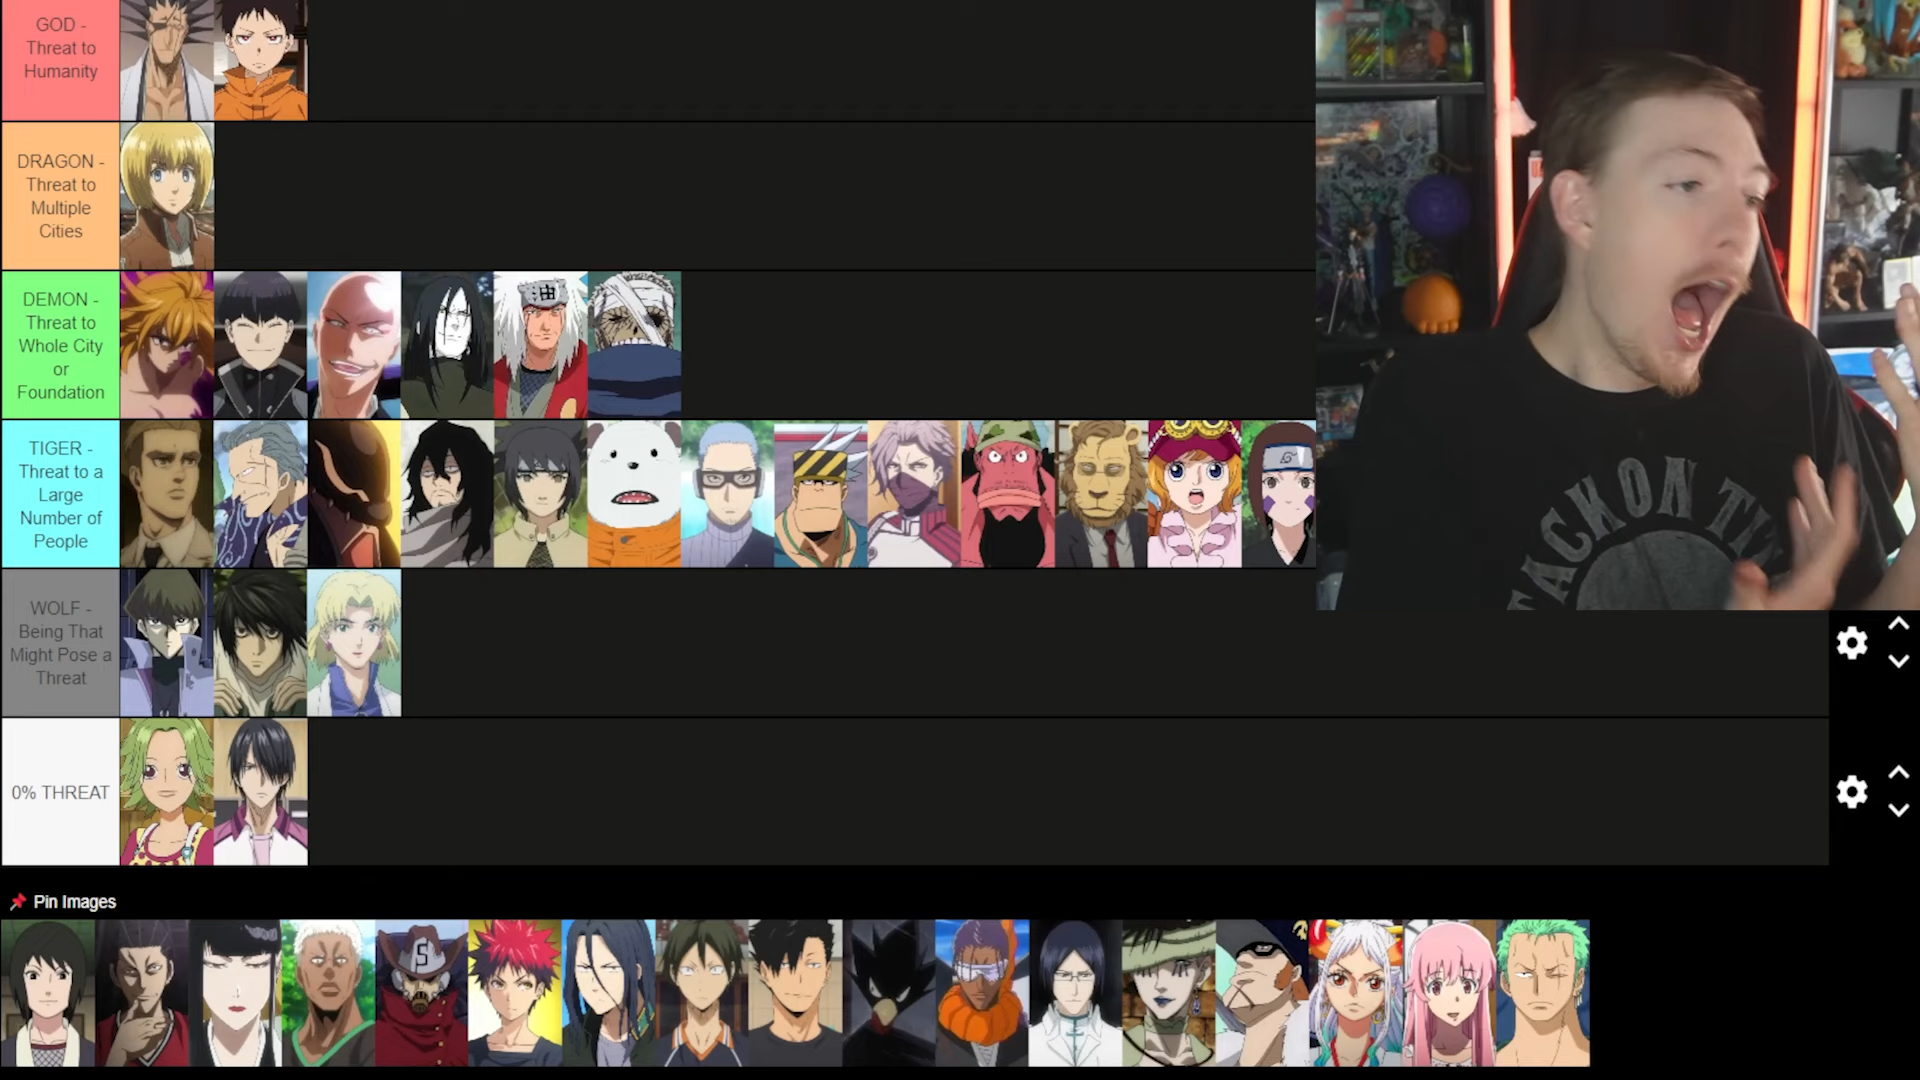 GOD -
Threat to
Humanity
DRAGON -
Threat to
Multiple
Cities
DEMON -
Threat to
Whole City
or
Foundation
油
TIGER -
Threat to a
Large
Number of
People
WOLF -
Being That
Might Pose a
Threat
0% THREAT
Pin Images
S